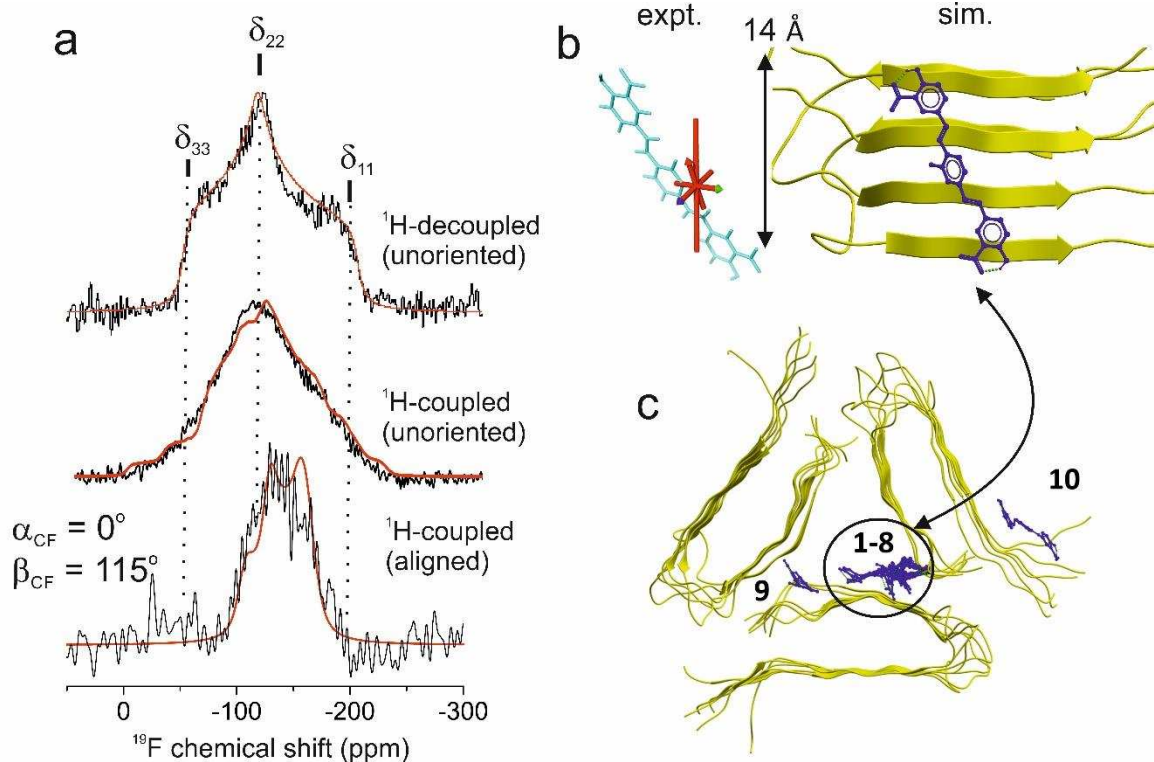 a
δ33
δ22
δ11
¹H-decoupled
(unoriented)
¹H-coupled
(unoriented)
¹H-coupled
(aligned)
αCF = 0°
βCF = 115°
0
-100
-200
-300
¹⁹F chemical shift (ppm)
b
expt.
14 Å
sim.
c
10
1-8
9